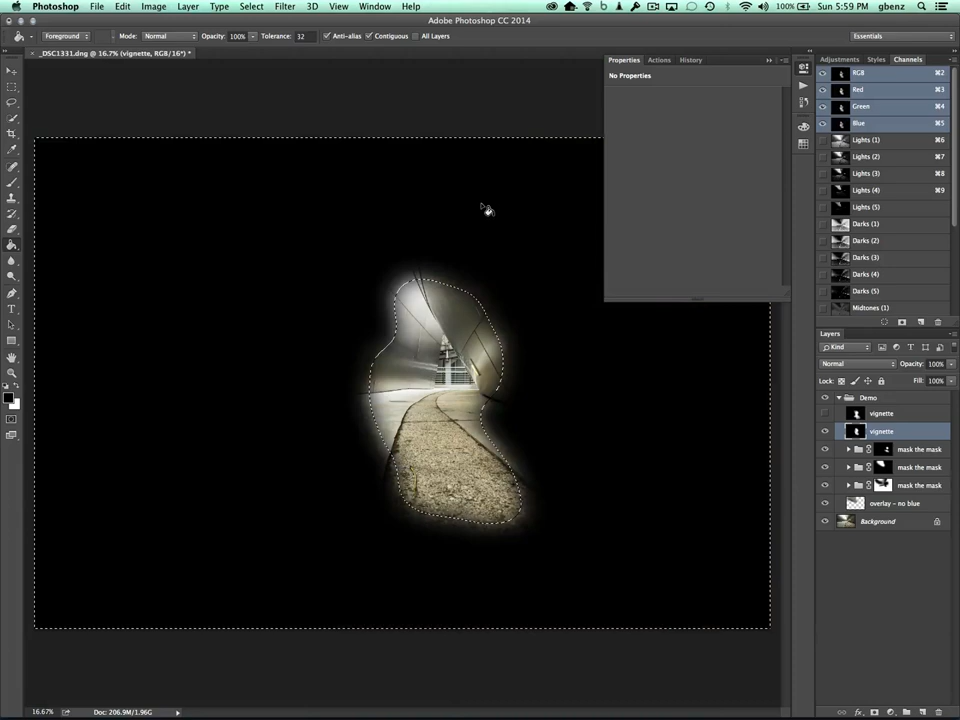 Photoshop File Edit Image Layer Type Select Filter 3D View Window Help 100% Sun 5:59 PM gbenz
Adobe Photoshop CC 2014
Foreground Mode: Normal Opacity: 100% Tolerance: 32 Anti-alias Contiguous All Layers Essentials
_DSC1331.dng @ 16.7% (vignette, RGB/16*) *
Properties Actions History
No Properties
Adjustments Styles Channels
RGB ⌘2
Red ⌘3
Green ⌘4
Blue ⌘5
Lights (1) ⌘6
Lights (2) ⌘7
Lights (3) ⌘8
Lights (4) ⌘9
Lights (5)
Darks (1)
Darks (2)
Darks (3)
Darks (4)
Darks (5)
Midtones (1)
Layers
Kind
Normal Opacity: 100%
Lock: Fill: 100%
Demo
vignette
vignette
mask the mask
mask the mask
mask the mask
overlay - no blue
Background
16.67% Doc: 206.9M/1.96G